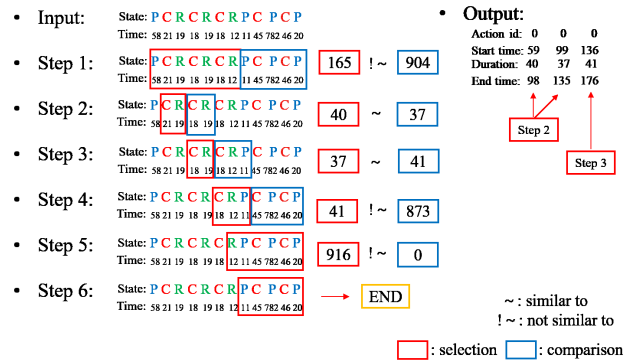 • Input:
State: P C R C R C R P C P C P
Time: 58 21 19 18 19 18 12 11 45 782 46 20
• Step 1:
State: P C R C R C R P C P C P
Time: 58 21 19 18 19 18 12 11 45 782 46 20
165 !~ 904
• Step 2:
State: P C R C R C R P C P C P
Time: 58 21 19 18 19 18 12 11 45 782 46 20
40 ~ 37
• Step 3:
State: P C R C R C R P C P C P
Time: 58 21 19 18 19 18 12 11 45 782 46 20
37 ~ 41
• Step 4:
State: P C R C R C R P C P C P
Time: 58 21 19 18 19 18 12 11 45 782 46 20
41 !~ 873
• Step 5:
State: P C R C R C R P C P C P
Time: 58 21 19 18 19 18 12 11 45 782 46 20
916 !~ 0
• Step 6:
State: P C R C R C R P C P C P
Time: 58 21 19 18 19 18 12 11 45 782 46 20
END
• Output:
Action id: 0 0 0
Start time: 59 99 136
Duration: 40 37 41
End time: 98 135 176
Step 2
Step 3
~ : similar to
! ~ : not similar to
: selection
: comparison